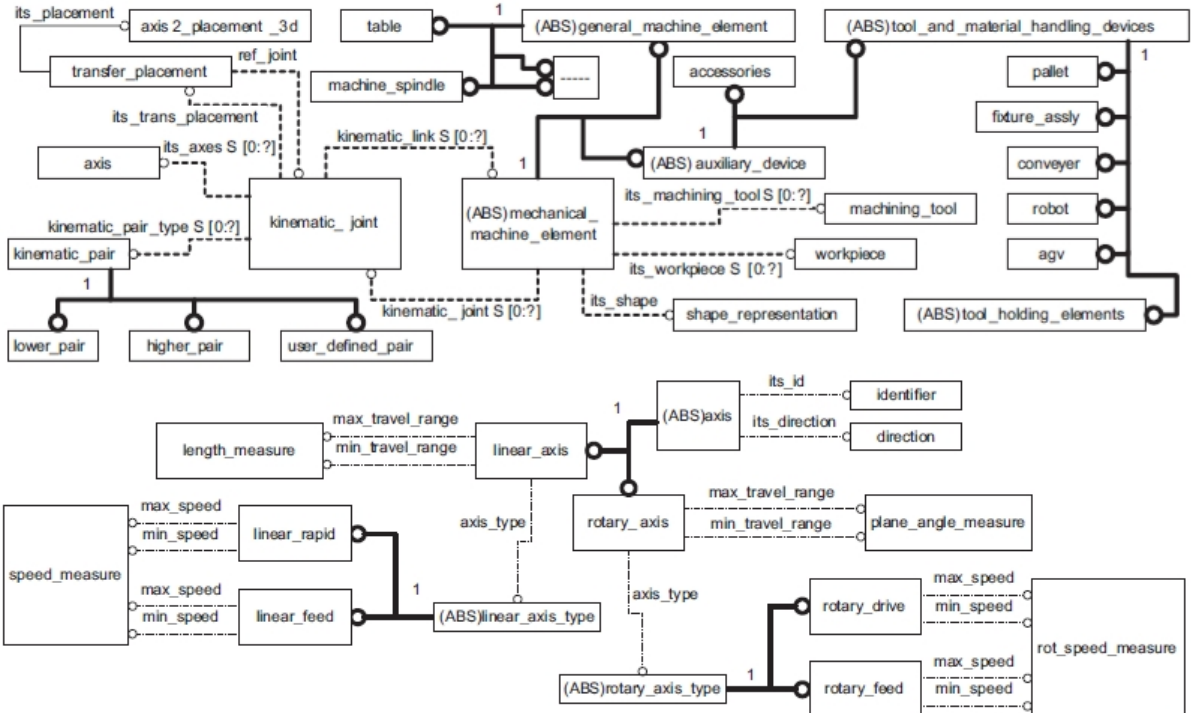 its_placement
axis 2_placement _3d
table
1
(ABS)general_machine_element
(ABS)tool_and_material_handling_devices
1
transfer_placement
ref_joint
machine_spindle
-----
accessories
pallet
its_trans_placement
fixture_assly
kinematic_link S [0:?]
1
1
axis
its_axes S [0:?]
(ABS) auxiliary_device
conveyer
kinematic_ joint
(ABS)mechanical_
machine_element
its_machining _tool S [0:?]
machining_tool
robot
kinematic_pair_type S [0:?]
kinematic_pair
workpiece
agv
its_workpiece S [0:?]
1
kinematic_ joint S [0:?]
its_shape
shape_representation
(ABS)tool_holding_elements
lower_pair
higher_pair
user_defined_pair
(ABS)axis
its_id
identifier
1
its_direction
direction
length_measure
max_travel_range
min_travel_range
linear_axis
rotary_axis
max_travel_range
min_travel_range
plane_angle_measure
speed_measure
max_speed
min_speed
linear_rapid
axis_type
max_speed
min_speed
linear_feed
1
(ABS)linear_axis_type
axis_type
rotary_drive
max_speed
min_speed
rot_speed_measure
(ABS)rotary_axis_type
1
rotary_feed
max_speed
min_speed